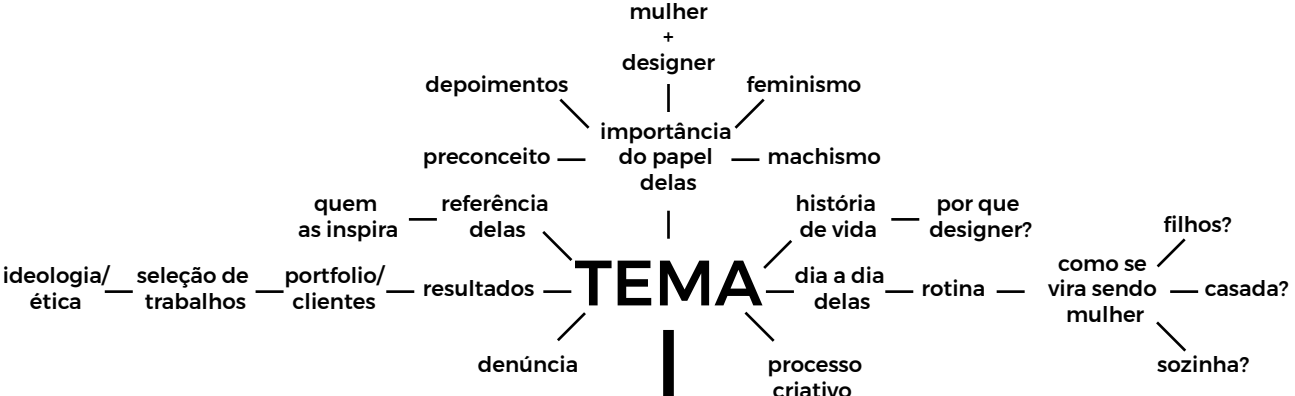 mulher
+
designer
depoimentos
feminismo
importância
do papel
delas
preconceito
machismo
quem
as inspira
referência
delas
história
de vida
por que
designer?
filhos?
ideologia/
ética
seleção de
trabalhos
portfolio/
clientes
resultados
TEMA
dia a dia
delas
rotina
como se
vira sendo
mulher
casada?
sozinha?
denúncia
processo
criativo